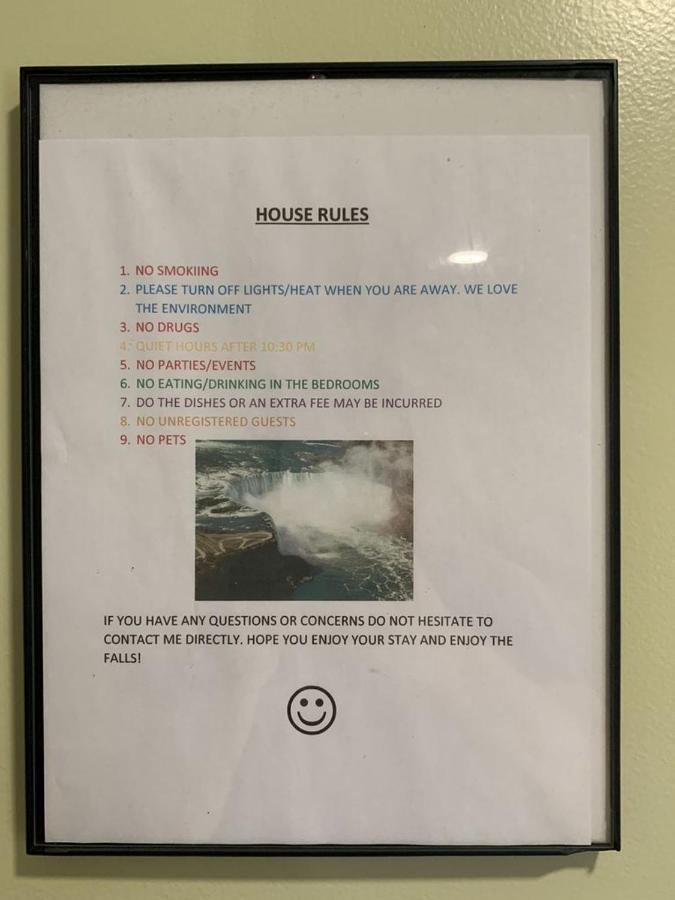 HOUSE RULES
1. NO SMOKIING
2. PLEASE TURN OFF LIGHTS/HEAT WHEN YOU ARE AWAY. WE LOVE
THE ENVIRONMENT
3. NO DRUGS
4. QUIET HOURS AFTER 10:30 PM
5. NO PARTIES/EVENTS
6. NO EATING/DRINKING IN THE BEDROOMS
7. DO THE DISHES OR AN EXTRA FEE MAY BE INCURRED
8. NO UNREGISTERED GUESTS
9. NO PETS
IF YOU HAVE ANY QUESTIONS OR CONCERNS DO NOT HESITATE TO
CONTACT ME DIRECTLY. HOPE YOU ENJOY YOUR STAY AND ENJOY THE
FALLS!